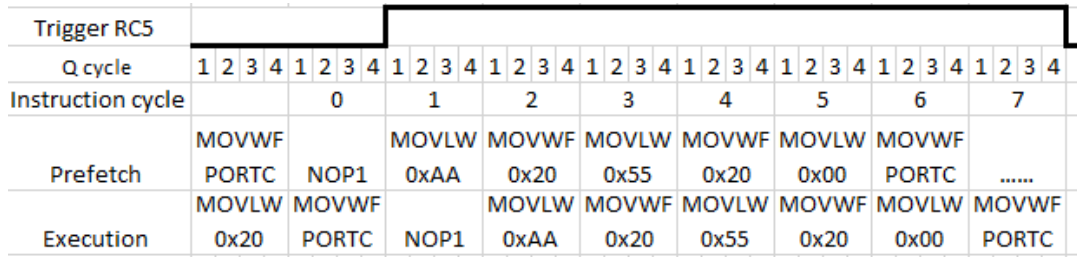 Trigger RC5
Q cycle 1 2 3 4 1 2 3 4 1 2 3 4 1 2 3 4 1 2 3 4 1 2 3 4 1 2 3 4 1 2 3 4 1 2 3 4
Instruction cycle 0 1 2 3 4 5 6 7
MOVWF MOVLW MOVWF MOVLW MOVWF MOVLW MOVWF
Prefetch PORTC NOP1 0xAA 0x20 0x55 0x20 0x00 PORTC ......
MOVLW MOVWF MOVLW MOVWF MOVLW MOVWF MOVLW MOVWF
Execution 0x20 PORTC NOP1 0xAA 0x20 0x55 0x20 0x00 PORTC